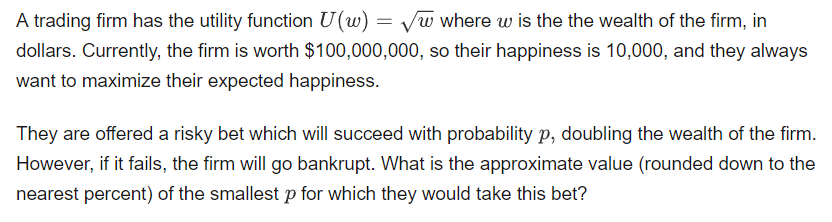 A trading firm has the utility function U(w) = √w where w is the the wealth of the firm, in
dollars. Currently, the firm is worth $100,000,000, so their happiness is 10,000, and they always
want to maximize their expected happiness.
They are offered a risky bet which will succeed with probability p, doubling the wealth of the firm.
However, if it fails, the firm will go bankrupt. What is the approximate value (rounded down to the
nearest percent) of the smallest p for which they would take this bet?